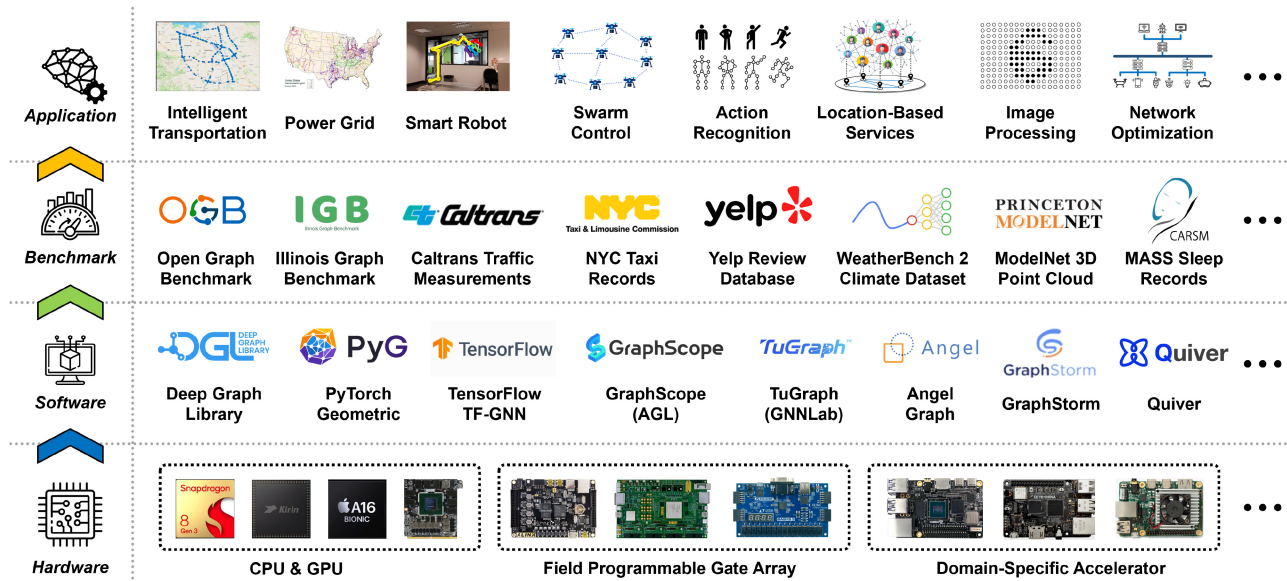 Application
Intelligent
Transportation
Power Grid
Smart Robot
Swarm
Control
Action
Recognition
Location-Based
Services
Image
Processing
Network
Optimization
Benchmark
OGB
IGB
Illinois Graph Benchmark
Caltrans
NYC
Taxi & Limousine Commission
yelp
PRINCETON
MODELNET
CARSM
Open Graph
Benchmark
Illinois Graph
Benchmark
Caltrans Traffic
Measurements
NYC Taxi
Records
Yelp Review
Database
WeatherBench 2
Climate Dataset
ModelNet 3D
Point Cloud
MASS Sleep
Records
Software
DGL
DEEP
GRAPH
LIBRARY
PyG
TensorFlow
GraphScope
TuGraph
Angel
GraphStorm
Quiver
Deep Graph
Library
PyTorch
Geometric
TensorFlow
TF-GNN
GraphScope
(AGL)
TuGraph
(GNNLab)
Angel
Graph
GraphStorm
Quiver
Hardware
Snapdragon
8
Gen 3
Kirin
A16
BIONIC
CPU & GPU
Field Programmable Gate Array
Domain-Specific Accelerator